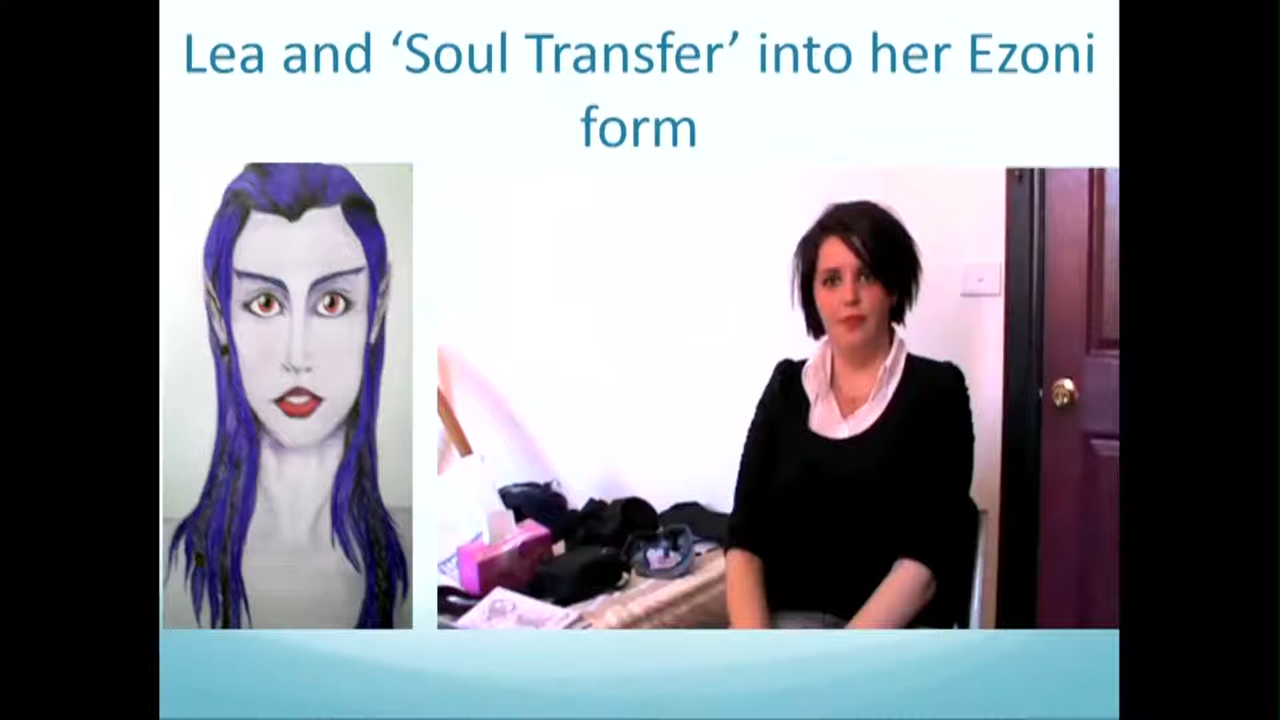 Lea and ‘Soul Transfer’ into her Ezoni
form